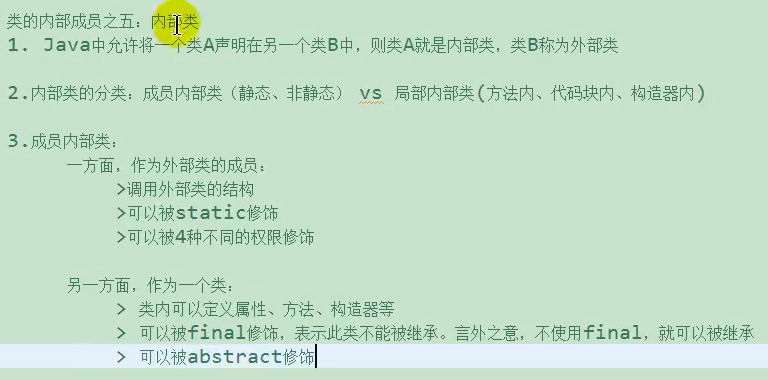 类的内部成员之五：内部类
1. Java中允许将一个类A声明在另一个类B中，则类A就是内部类，类B称为外部类
2.内部类的分类：成员内部类（静态、非静态） vs 局部内部类(方法内、代码块内、构造器内)
3.成员内部类：
一方面，作为外部类的成员：
>调用外部类的结构
>可以被static修饰
>可以被4种不同的权限修饰
另一方面，作为一个类：
> 类内可以定义属性、方法、构造器等
> 可以被final修饰，表示此类不能被继承。言外之意，不使用final，就可以被继承
> 可以被abstract修饰